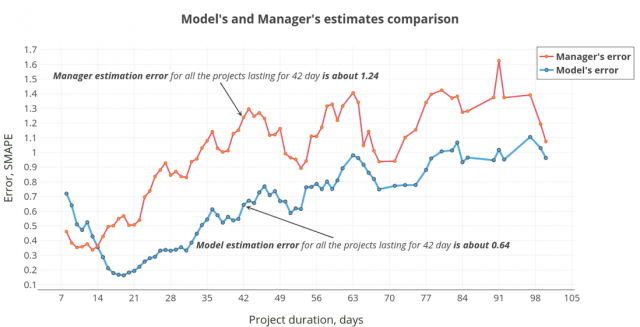 Model's and Manager's estimates comparison
Manager's error
Model's error
Manager estimation error for all the projects lasting for 42 day is about 1.24
Model estimation error for all the projects lasting for 42 day is about 0.64
Error, SMAPE
1.7
1.6
1.5
1.4
1.3
1.2
1.1
1
0.9
0.8
0.7
0.6
0.5
0.4
0.3
0.2
0.1
7 14 21 28 35 42 49 56 63 70 77 84 91 98 105
Project duration, days